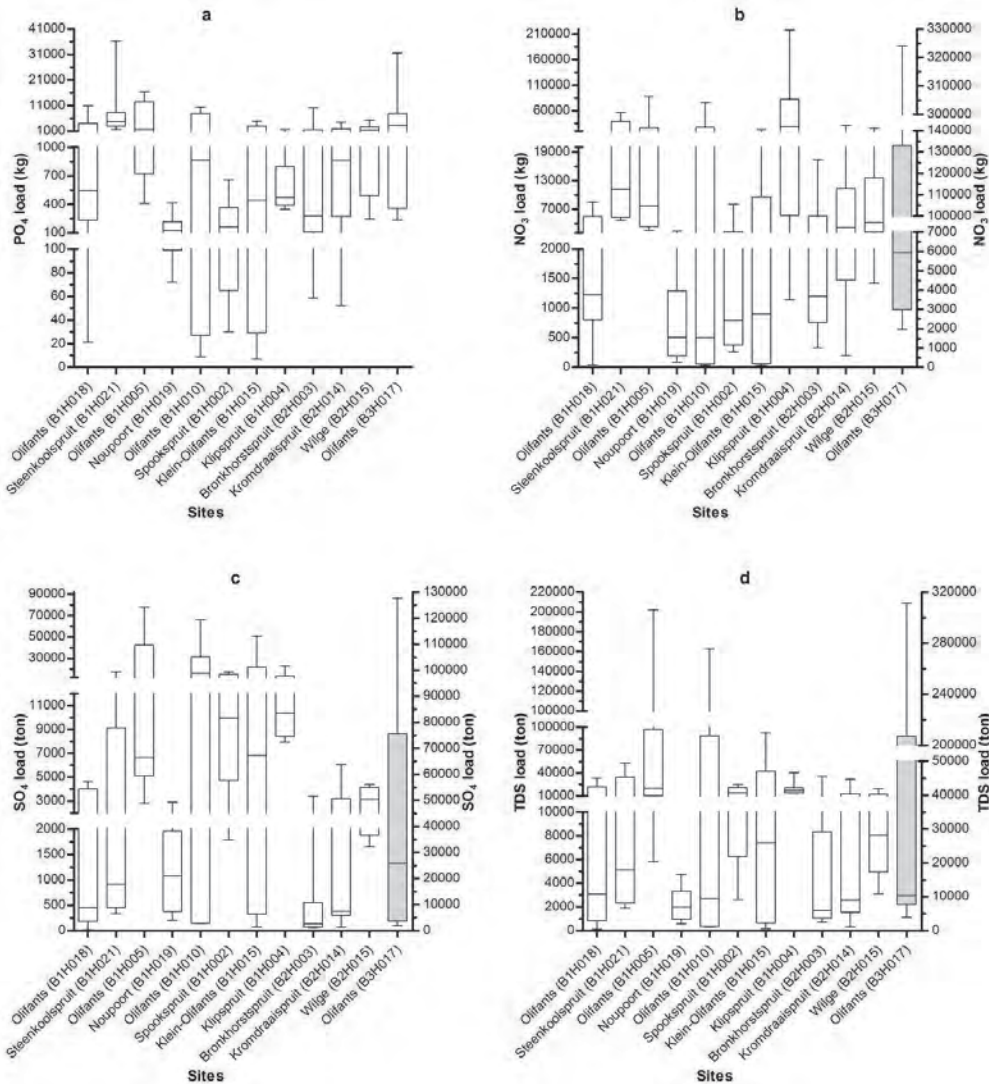 a
41000
31000
21000
11000
1000
1000
700
400
100
100
80
60
40
20
0
PO4 load (kg)
Olifants (B1H018)
Steenkoolspruit (B1H021)
Olifants (B1H005)
Noupoort (B1H019)
Olifants (B1H010)
Spookspruit (B1H002)
Klein-Olifants (B1H015)
Klipspruit (B1H004)
Bronkhorstspruit (B2H003)
Kromdraaispruit (B2H014)
Wilge (B2H015)
Olifants (B3H017)
Sites
b
210000
160000
110000
60000
19000
13000
7000
2000
1500
1000
500
0
NO3 load (kg)
330000
320000
310000
300000
140000
130000
120000
110000
100000
7000
6000
5000
4000
3000
2000
1000
0
NO3 load (kg)
Olifants (B1H018)
Steenkoolspruit (B1H021)
Olifants (B1H005)
Noupoort (B1H019)
Olifants (B1H010)
Spookspruit (B1H002)
Klein-Olifants (B1H015)
Klipspruit (B1H004)
Bronkhorstspruit (B2H003)
Kromdraaispruit (B2H014)
Wilge (B2H015)
Olifants (B3H017)
Sites
c
90000
70000
50000
30000
11000
9000
7000
5000
3000
2000
1500
1000
500
0
SO4 load (ton)
130000
120000
110000
100000
90000
80000
70000
60000
50000
40000
30000
20000
10000
0
SO4 load (ton)
Olifants (B1H018)
Steenkoolspruit (B1H021)
Olifants (B1H005)
Noupoort (B1H019)
Olifants (B1H010)
Spookspruit (B1H002)
Klein-Olifants (B1H015)
Klipspruit (B1H004)
Bronkhorstspruit (B2H003)
Kromdraaispruit (B2H014)
Wilge (B2H015)
Olifants (B3H017)
Sites
d
220000
200000
180000
160000
140000
120000
100000
100000
70000
40000
10000
10000
8000
6000
4000
2000
0
TDS load (ton)
320000
280000
240000
200000
200000
40000
30000
20000
10000
0
TDS load (ton)
Olifants (B1H018)
Steenkoolspruit (B1H021)
Olifants (B1H005)
Noupoort (B1H019)
Olifants (B1H010)
Spookspruit (B1H002)
Klein-Olifants (B1H015)
Klipspruit (B1H004)
Bronkhorstspruit (B2H003)
Kromdraaispruit (B2H014)
Wilge (B2H015)
Olifants (B3H017)
Sites